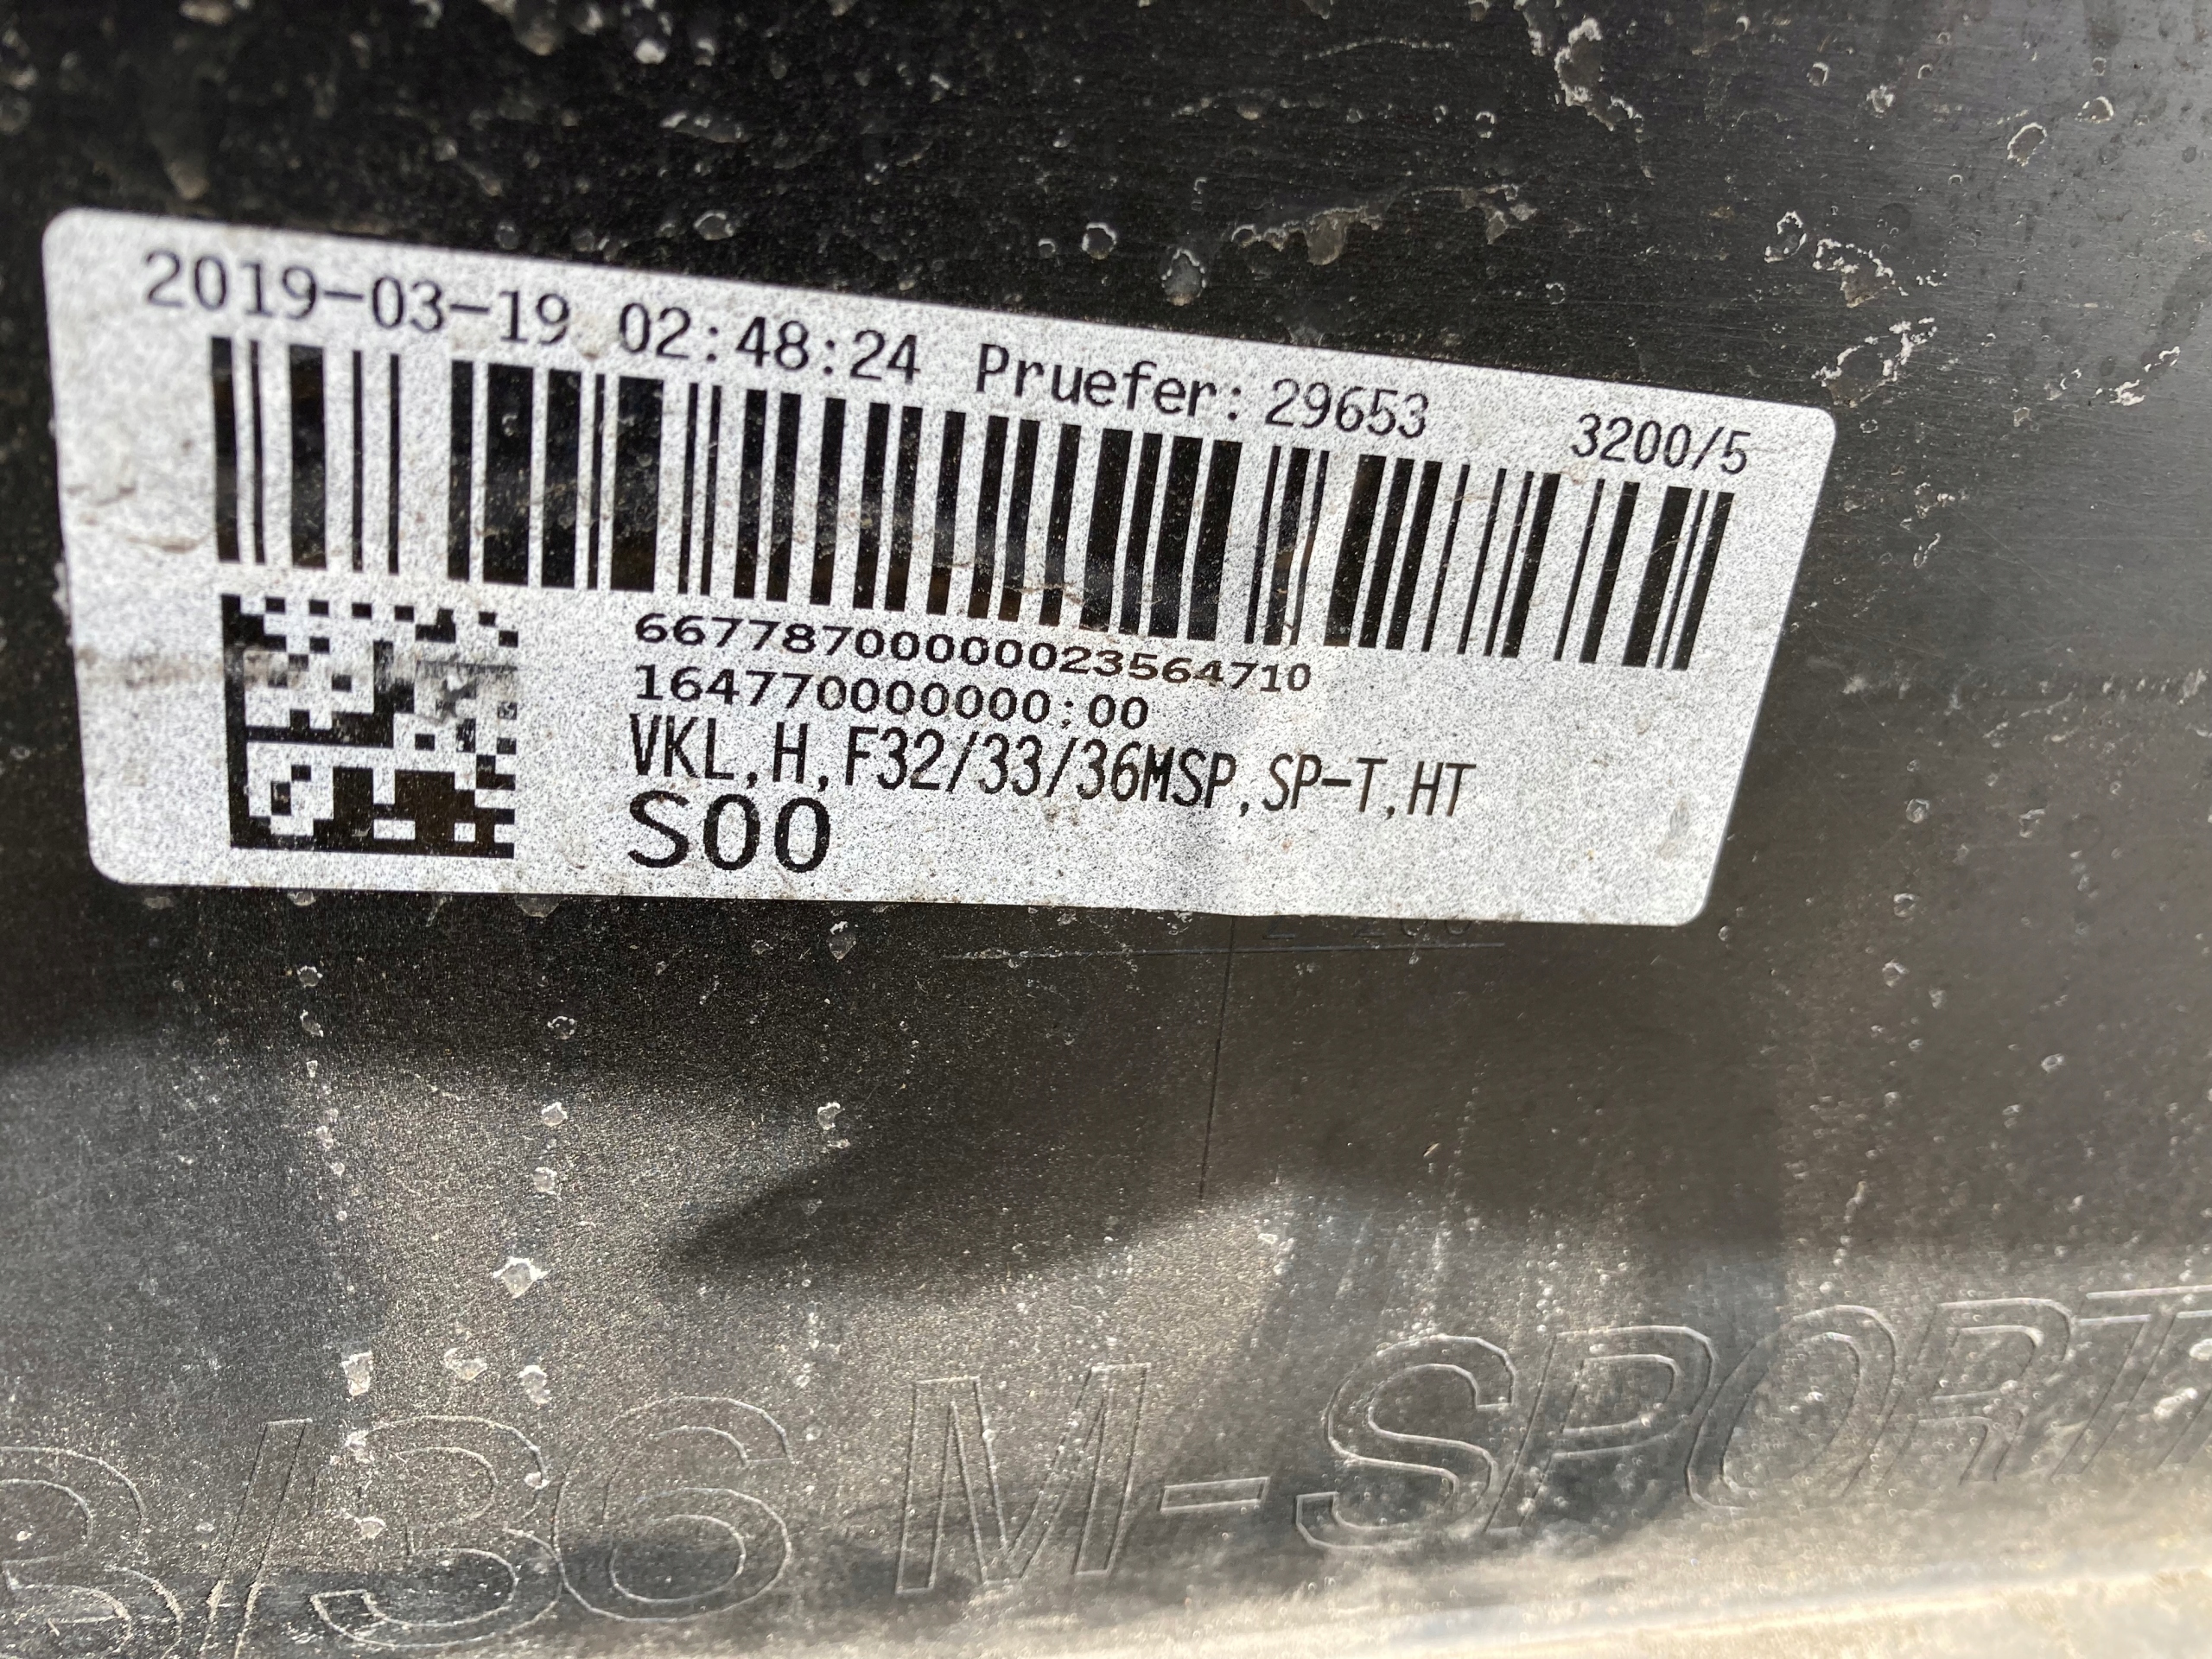 2019-03-19 02:48:24 Pruefer: 29653 3200/5
66778700000023564710
164770000000:00
VKL,H,F32/33/36MSP,SP-T,HT
S00
3/36 M-SPORT